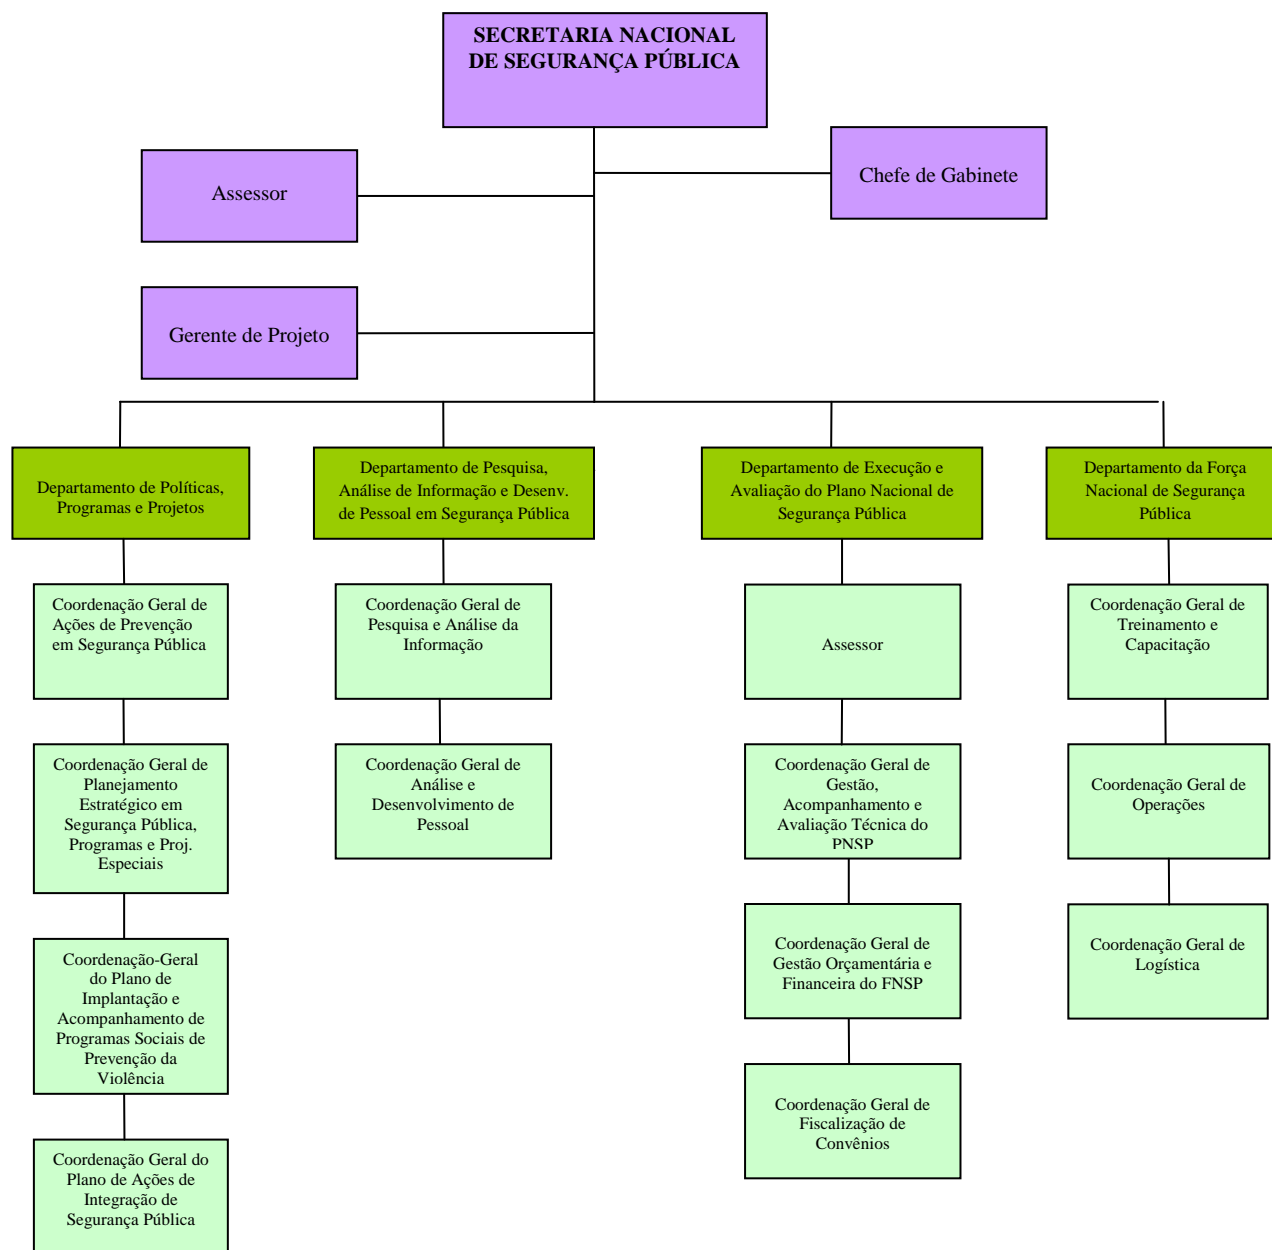 SECRETARIA NACIONAL
DE SEGURANÇA PÚBLICA
Chefe de Gabinete
Assessor
Gerente de Projeto
Departamento de Políticas,
Programas e Projetos
Departamento de Pesquisa,
Análise de Informação e Desenv.
de Pessoal em Segurança Pública
Departamento de Execução e
Avaliação do Plano Nacional de
Segurança Pública
Departamento da Força
Nacional de Segurança
Pública
Coordenação Geral de
Ações de Prevenção
em Segurança Pública
Coordenação Geral de
Pesquisa e Análise da
Informação
Assessor
Coordenação Geral de
Treinamento e
Capacitação
Coordenação Geral de
Planejamento
Estratégico em
Segurança Pública,
Programas e Proj.
Especiais
Coordenação Geral de
Análise e
Desenvolvimento de
Pessoal
Coordenação Geral de
Gestão,
Acompanhamento e
Avaliação Técnica do
PNSP
Coordenação Geral de
Operações
Coordenação-Geral
do Plano de
Implantação e
Acompanhamento de
Programas Sociais de
Prevenção da
Violência
Coordenação Geral de
Gestão Orçamentária e
Financeira do FNSP
Coordenação Geral de
Logística
Coordenação Geral do
Plano de Ações de
Integração de
Segurança Pública
Coordenação Geral de
Fiscalização de
Convênios